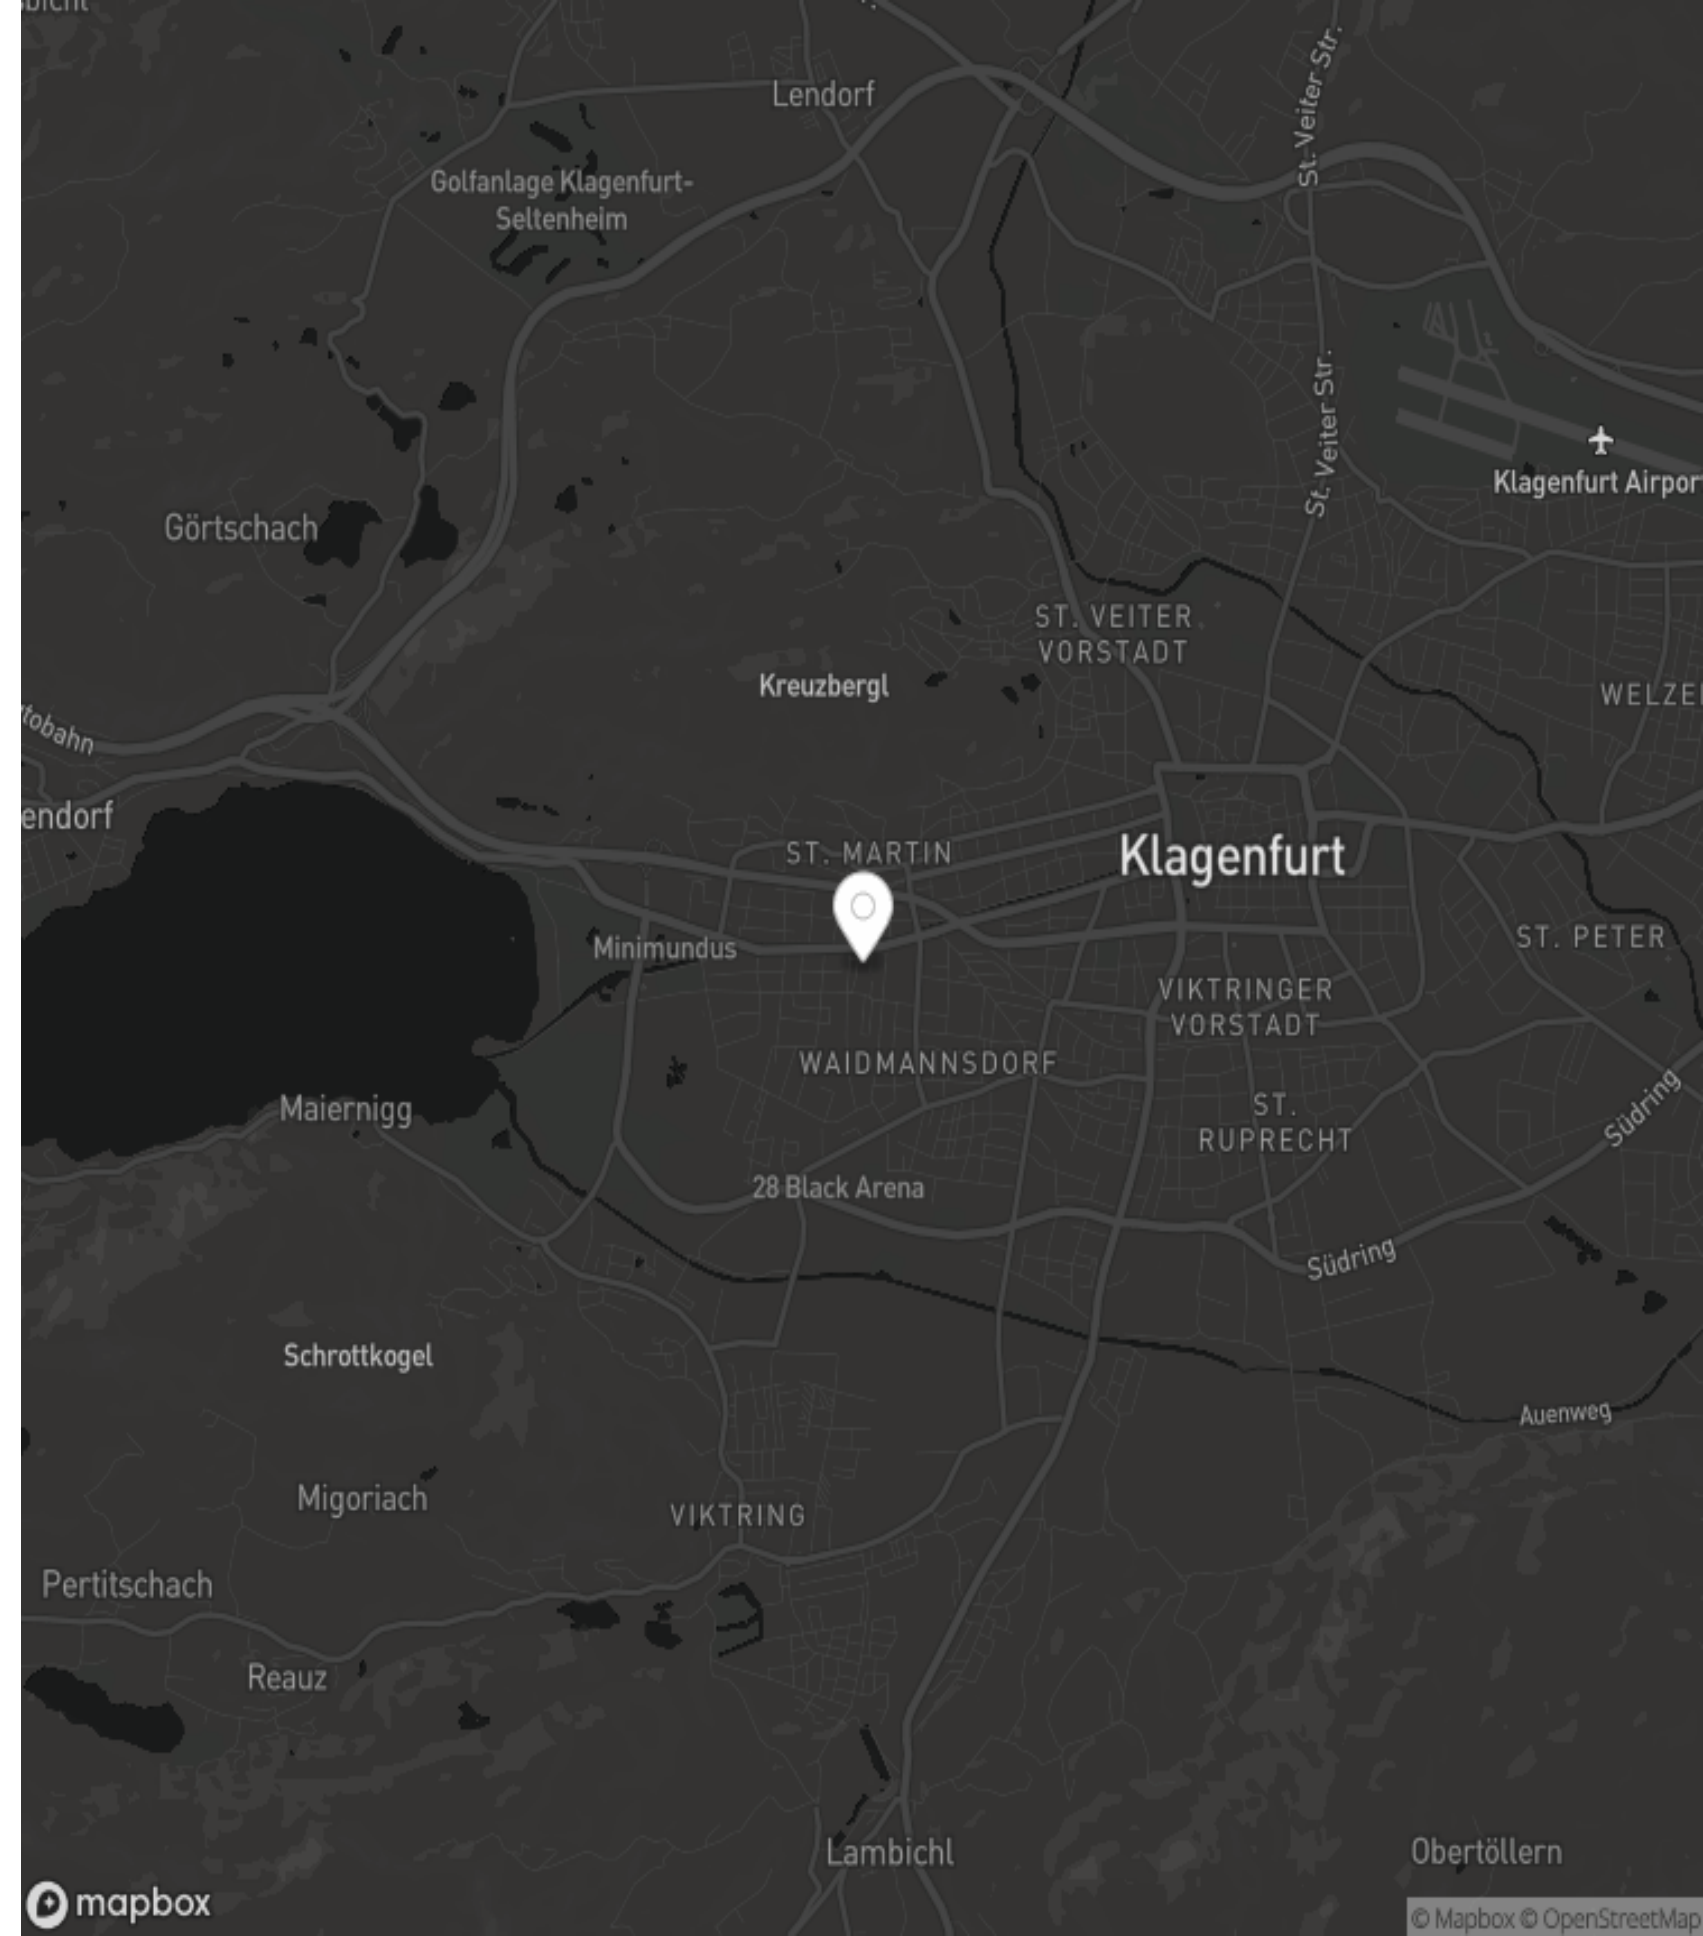 Lendorf
St. Veiter Str.
Golfanlage Klagenfurt-
Seltenheim
St. Veiter Str.
Klagenfurt Airpor
Görtschach
ST. VEITER
VORSTADT
Kreuzbergl
WELZE
tobahn
endorf
ST. MARTIN
Klagenfurt
Minimundus
ST. PETER
VIKTRINGER
VORSTADT
WAIDMANNSDORF
Maiernigg
ST.
RUPRECHT
Südring
28 Black Arena
Südring
Schrottkogel
Auenweg
Migoriach
VIKTRING
Pertitschach
Reauz
Lambichl
Obertöllern
mapbox
© Mapbox © OpenStreetMap